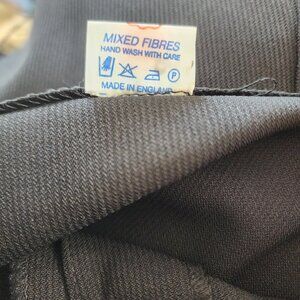 MIXED FIBRES
HAND WASH WITH CARE
P
MADE IN ENGLAND